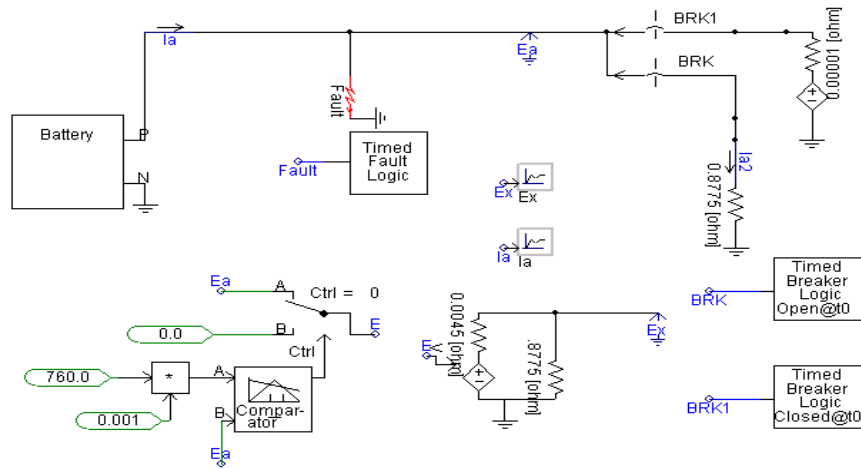 BRK1
Ia
Ea
BRK
0.00001 [ohm]
Battery
P
N
Fault
Timed
Fault
Logic
Fault
Ia2
0.8775 [ohm]
Ex
Ex
Ia
Ia
Timed
Breaker
Logic
Open@t0
BRK
Ea
A
Ctrl = 0
B
E
0.0
Ctrl
760.0
*
A
0.001
B
Compar-
ator
Ea
0.0045 [ohm]
E
V
.8775 [ohm]
Ex
Timed
Breaker
Logic
Closed@t0
BRK1